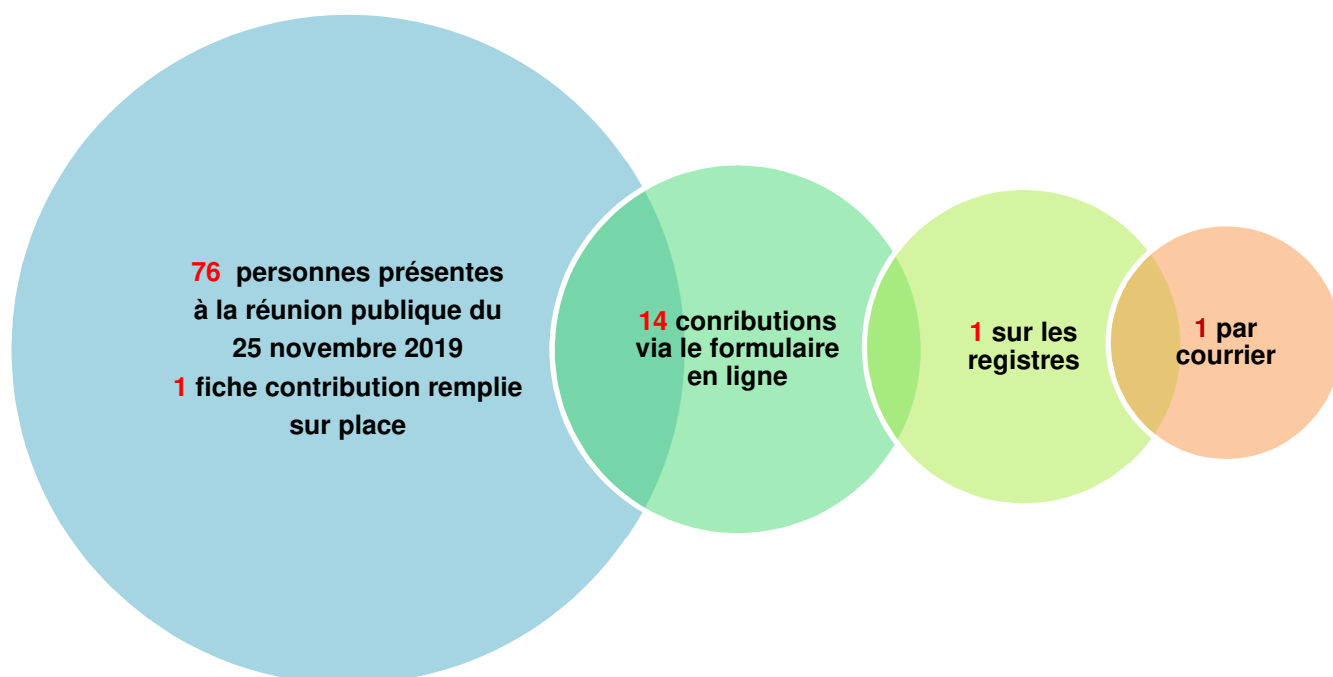 76 personnes présentes
à la réunion publique du
25 novembre 2019
1 fiche contribution remplie
sur place
14 conributions
via le formulaire
en ligne
1 sur les
registres
1 par
courrier